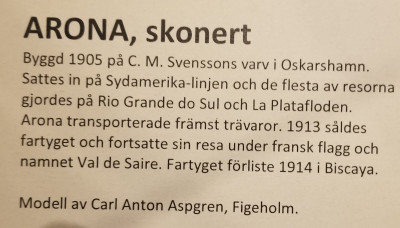 ARONA, skonert
Byggd 1905 på C. M. Svenssons varv i Oskarshamn.
Sattes in på Sydamerika-linjen och de flesta av resorna
gjordes på Rio Grande do Sul och La Platafloden.
Arona transporterade främst trävaror. 1913 såldes
fartyget och fortsatte sin resa under fransk flagg och
namnet Val de Saire. Fartyget förliste 1914 i Biscaya.
Modell av Carl Anton Aspgren, Figeholm.